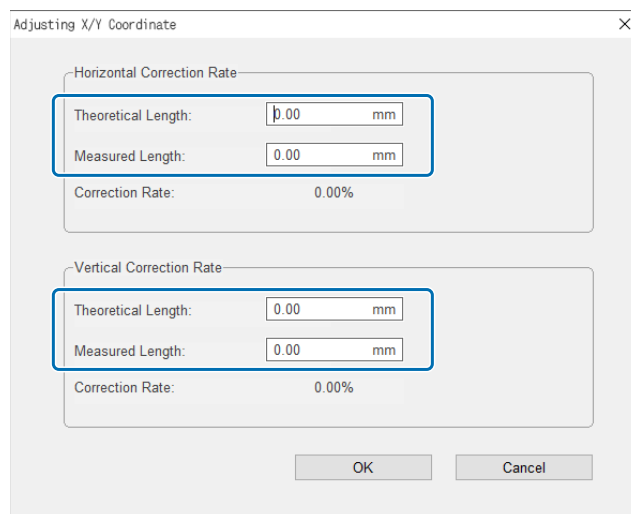 Adjusting X/Y Coordinate
Horizontal Correction Rate
Theoretical Length: 0.00 mm
Measured Length: 0.00 mm
Correction Rate: 0.00%
Vertical Correction Rate
Theoretical Length: 0.00 mm
Measured Length: 0.00 mm
Correction Rate: 0.00%
OK Cancel